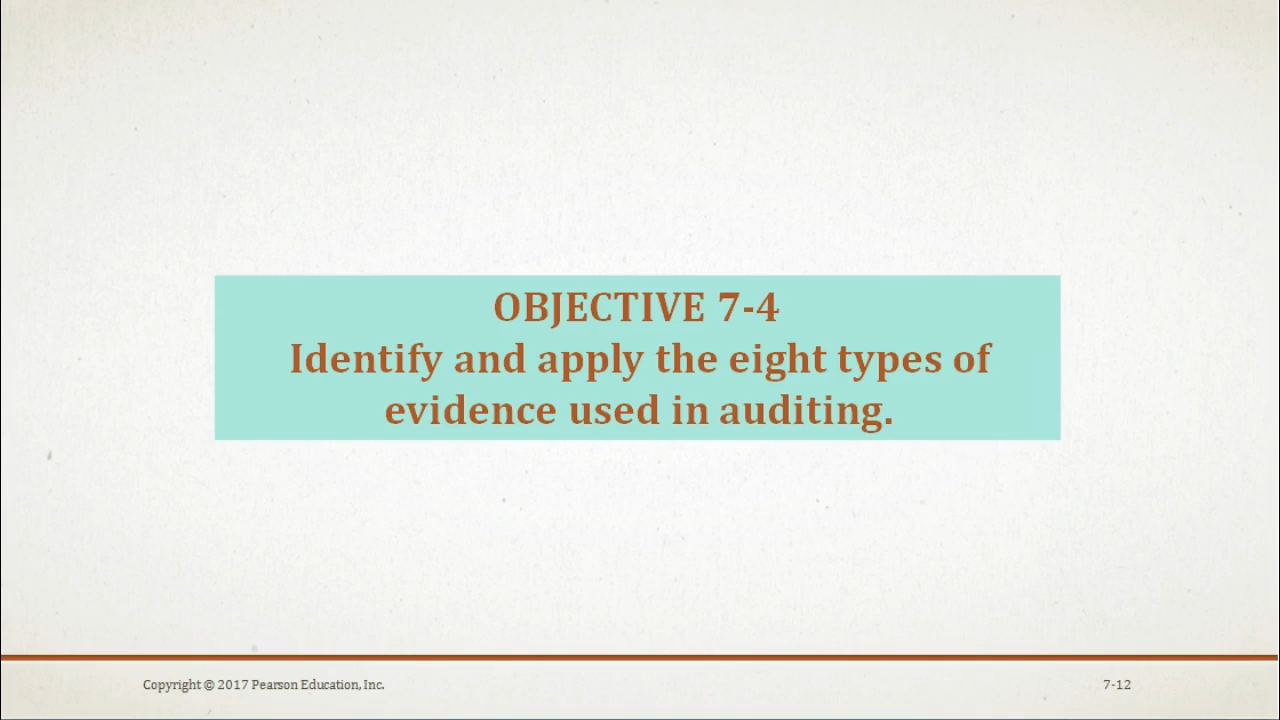 OBJECTIVE 7-4
Identify and apply the eight types of
evidence used in auditing.
Copyright © 2017 Pearson Education, Inc.
7-12